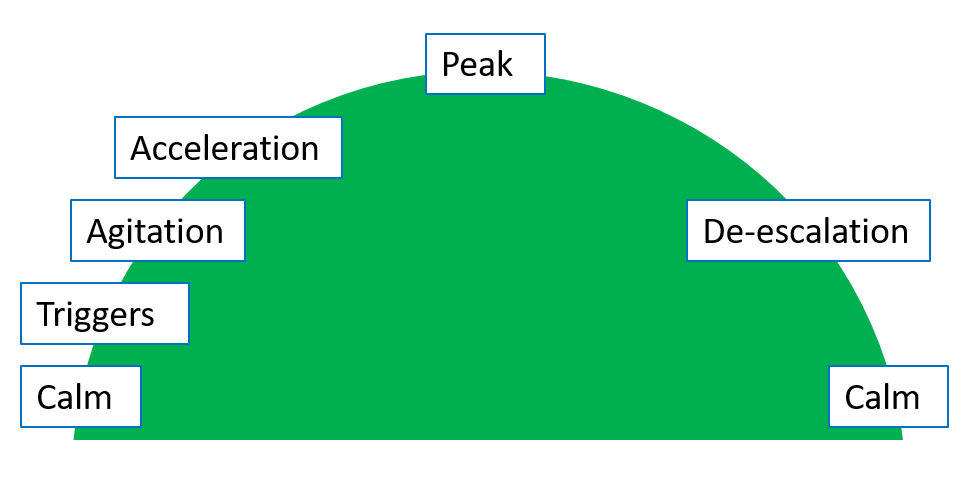 Peak
Acceleration
Agitation
De-escalation
Triggers
Calm
Calm